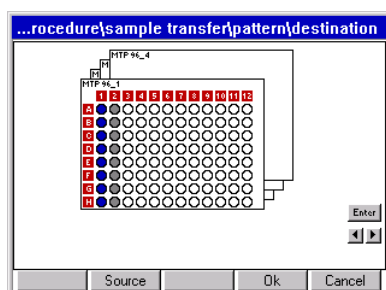 ...rocedure\sample transfer\pattern\destination
MTP 96_4
M
M
MTP 96_1
1 2 3 4 5 6 7 8 9 10 11 12
A
B
C
D
E
F
G
H
Enter
Source Ok Cancel